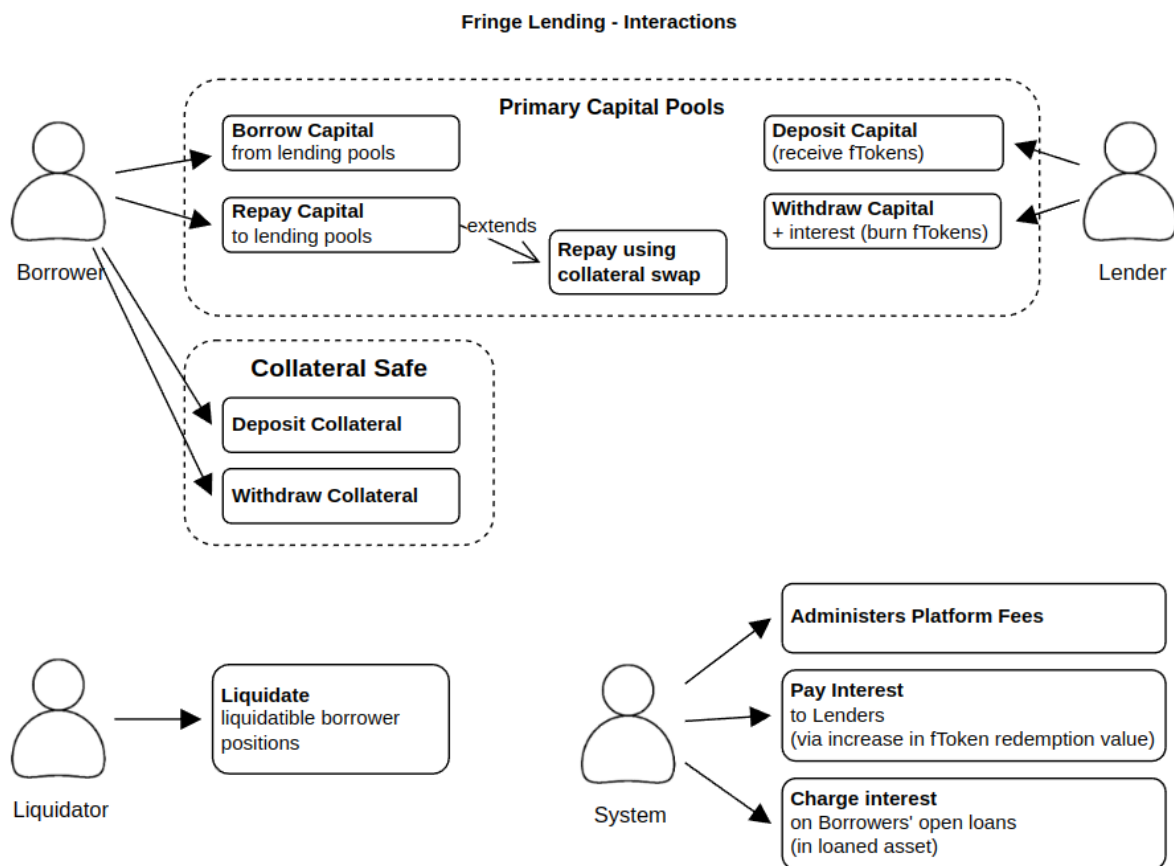 Fringe Lending - Interactions
Primary Capital Pools
Borrow Capital
from lending pools
Repay Capital
to lending pools
extends
Repay using
collateral swap
Deposit Capital
(receive fTokens)
Withdraw Capital
+ interest (burn fTokens)
Borrower
Lender
Collateral Safe
Deposit Collateral
Withdraw Collateral
Liquidate
liquidatible borrower
positions
Liquidator
Administers Platform Fees
Pay Interest
to Lenders
(via increase in fToken redemption value)
Charge interest
on Borrowers' open loans
(in loaned asset)
System